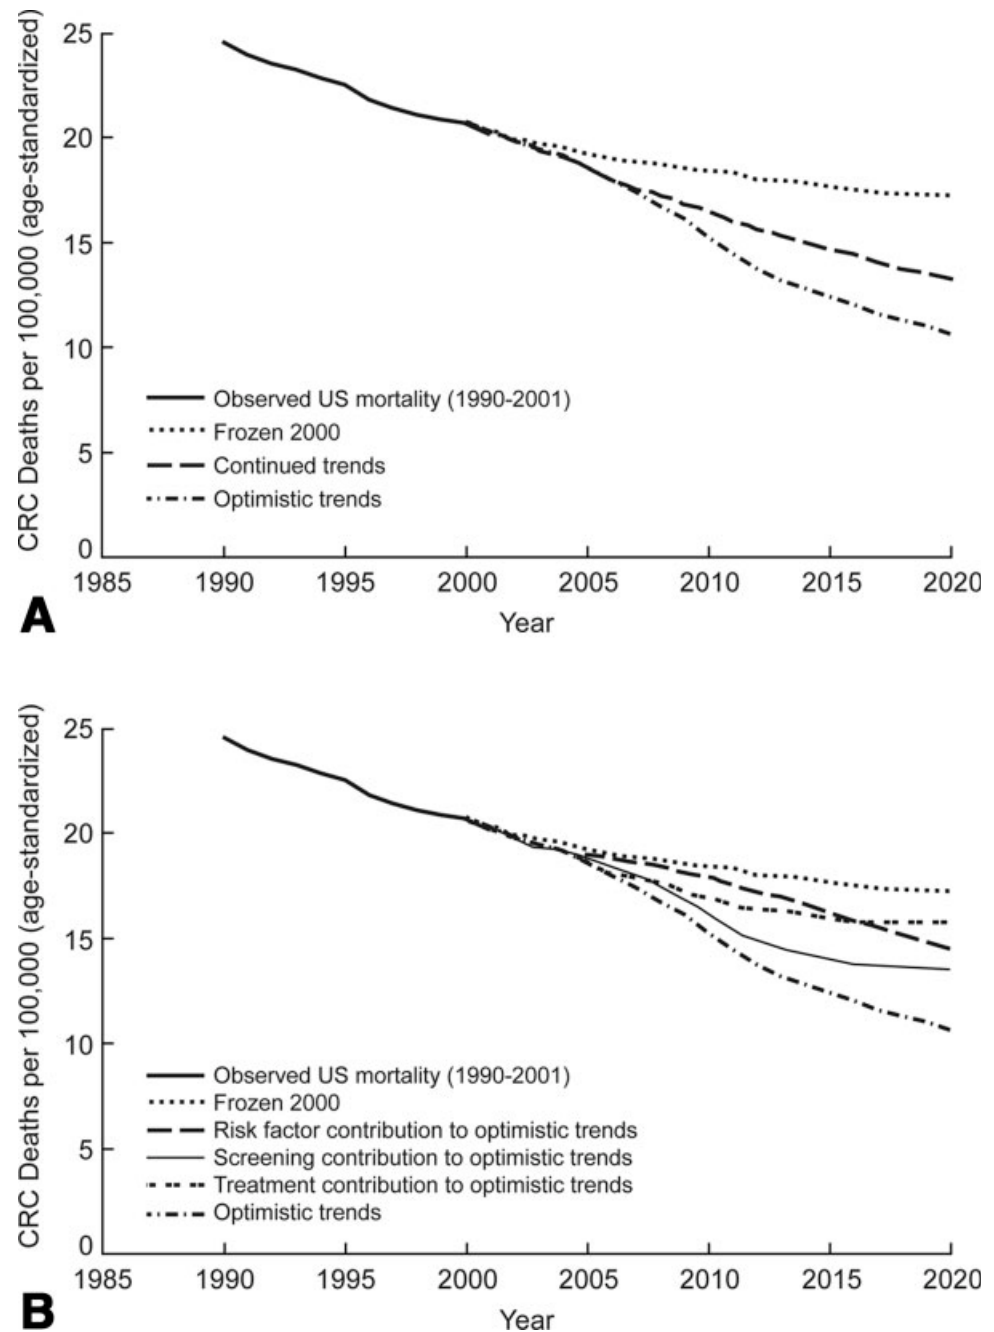 CRC Deaths per 100,000 (age-standardized)
25
20
15
10
5
0
Observed US mortality (1990-2001)
Frozen 2000
Continued trends
Optimistic trends
1985 1990 1995 2000 2005 2010 2015 2020
Year
A
CRC Deaths per 100,000 (age-standardized)
25
20
15
10
5
0
Observed US mortality (1990-2001)
Frozen 2000
Risk factor contribution to optimistic trends
Screening contribution to optimistic trends
Treatment contribution to optimistic trends
Optimistic trends
1985 1990 1995 2000 2005 2010 2015 2020
Year
B